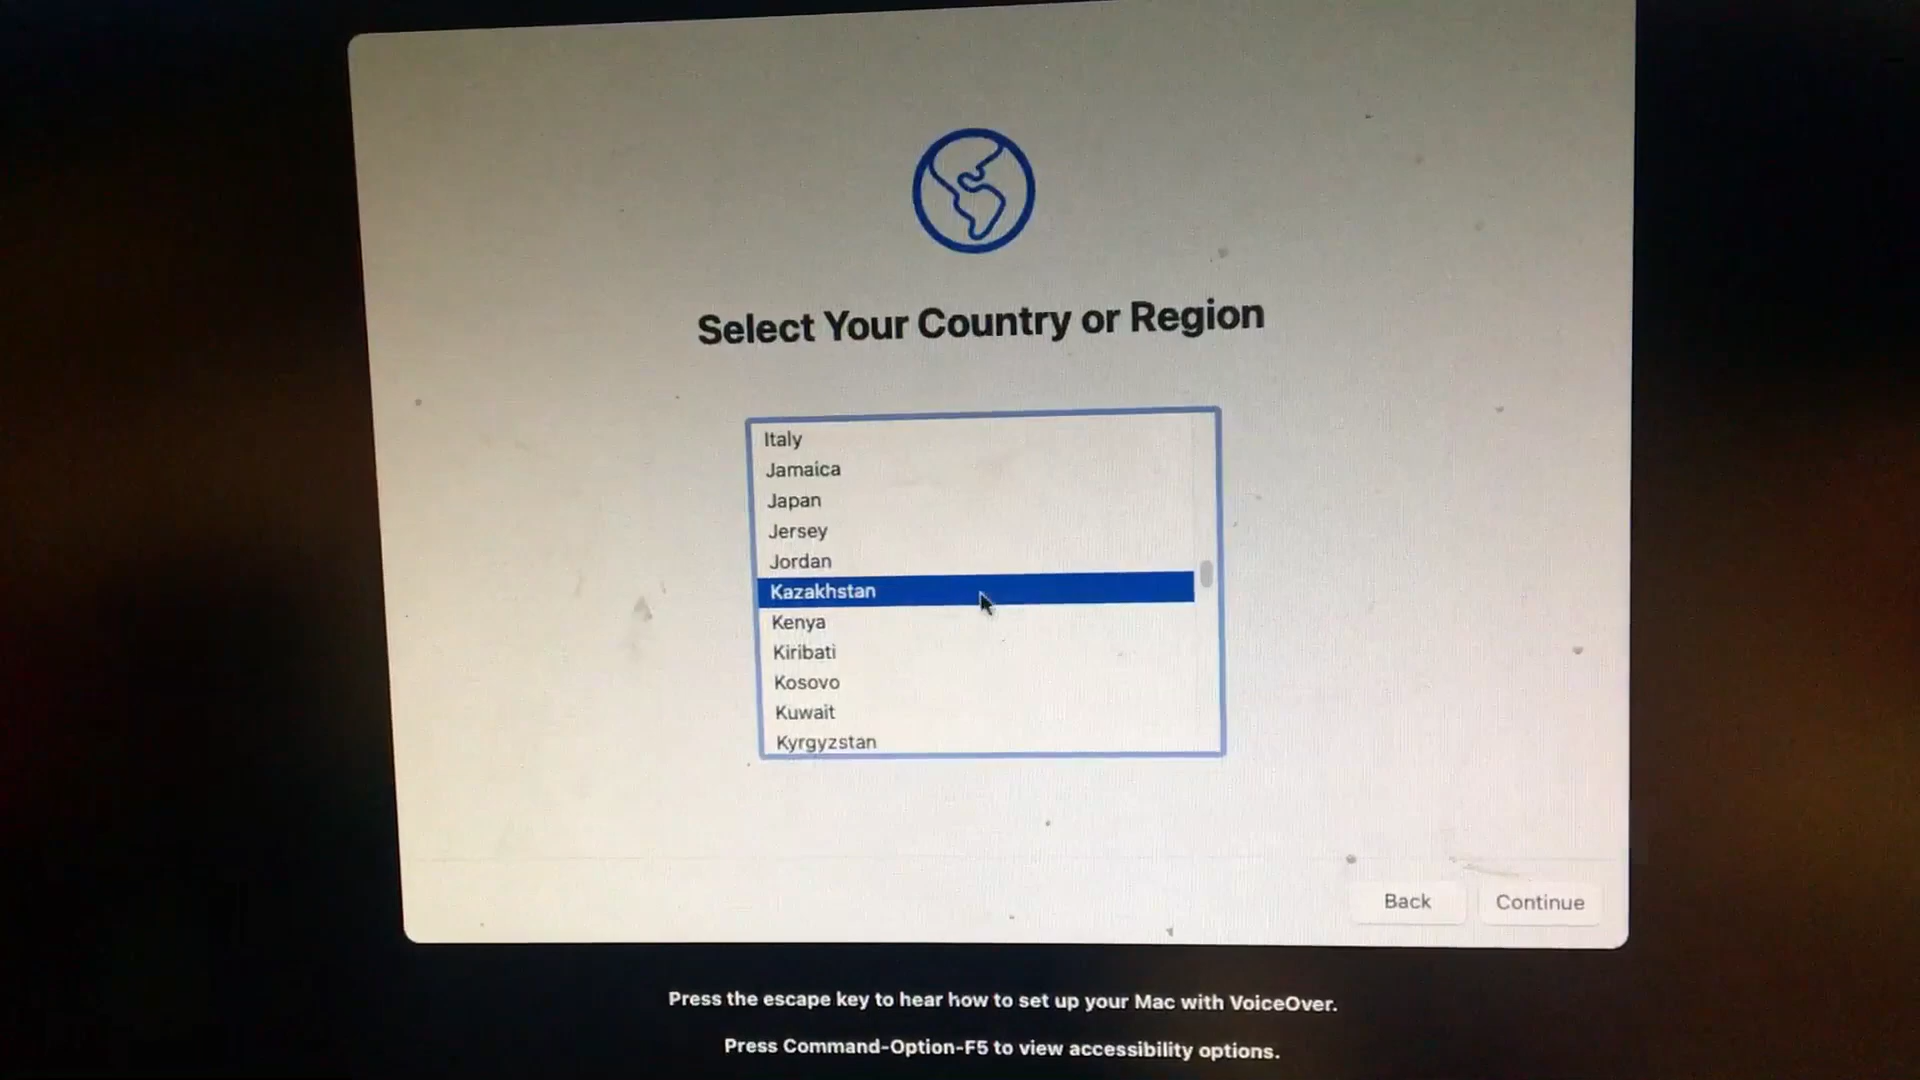 Select Your Country or Region
Italy
Jamaica
Japan
Jersey
Jordan
Kazakhstan
Kenya
Kiribati
Kosovo
Kuwait
Kyrgyzstan
Back
Continue
Press the escape key to hear how to set up your Mac with VoiceOver.
Press Command-Option-F5 to view accessibility options.